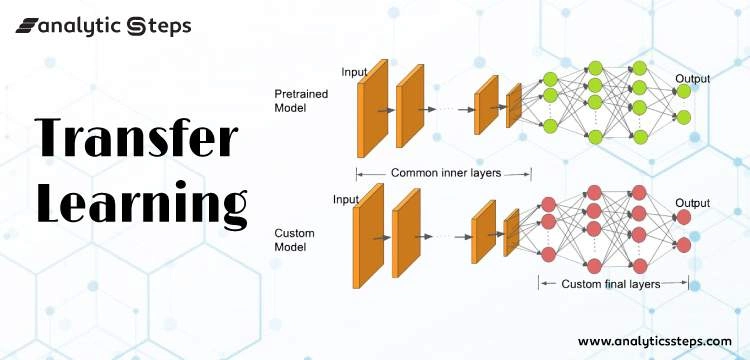 analytic Steps
Transfer
Learning
Pretrained
Model
Input
Output
Common inner layers
Input
Output
Custom
Model
Custom final layers
www.analyticssteps.com